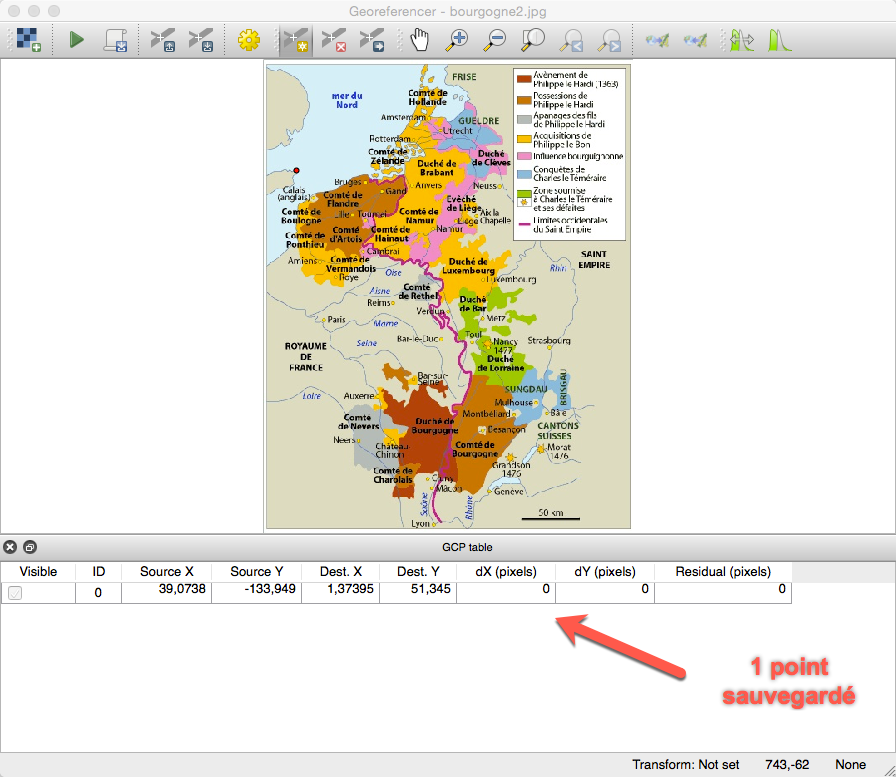 Georeferencer - bourgogne2.jpg
FRISE
mer du
Nord
Comté de
Hollande
Amsterdam
GUELDRE
Utrecht
Rotterdam
Comté de
Zélande
Duché de
Clèves
Duché de
Brabant
Bruges
Gand
Anvers
Neuss
Calais
(anglais)
Comté de
Flandre
Evêché
de Liège
Comté de
Boulogne
Lille
Tournai
Comté de
Namur
Liège
Aix la
Chapelle
Comté de
Ponthieu
Comté
d'Artois
Comté de
Hainaut
Namur
Cambrai
Amiens
Comté de
Vermandois
Roye
Oise
Duché de
Luxembourg
Luxembourg
Rhin
SAINT
EMPIRE
Aisne
Comté
de Rethel
Reims
Verdun
Duché
de Bar
Metz
Paris
Marne
Seine
Bar-le-Duc
Toul
Nancy
1477
Strasbourg
ROYAUME
DE
FRANCE
Duché
de Lorraine
Bar-sur-
Seine
SUNGDAU
BRISGAU
Loire
Auxerre
Mulhouse
Montbéliard
Bâle
Comté
de Nevers
Duché de
Bourgogne
Besançon
CANTONS
SUISSES
Neers
Château-
Chinon
Comté de
Bourgogne
Morat
1476
Grandson
1476
Comté de
Charolais
Cluny
Mâcon
Genève
Saône
Rhône
Lyon
50 km
Avènement de
Philippe le Hardi (1363)
Possessions de
Philippe le Hardi
Apanages des fils
de Philippe le Hardi
Acquisitions de
Philippe le Bon
Influence bourguignonne
Conquêtes de
Charles le Téméraire
Zone soumise
à Charles le Téméraire
et ses défaites
Limites occidentales
du Saint Empire
GCP table
Visible ID Source X Source Y Dest. X Dest. Y dX (pixels) dY (pixels) Residual (pixels)
0 39,0738 -133,949 1,37395 51,345 0 0 0
1 point
sauvegardé
Transform: Not set 743,-62 None